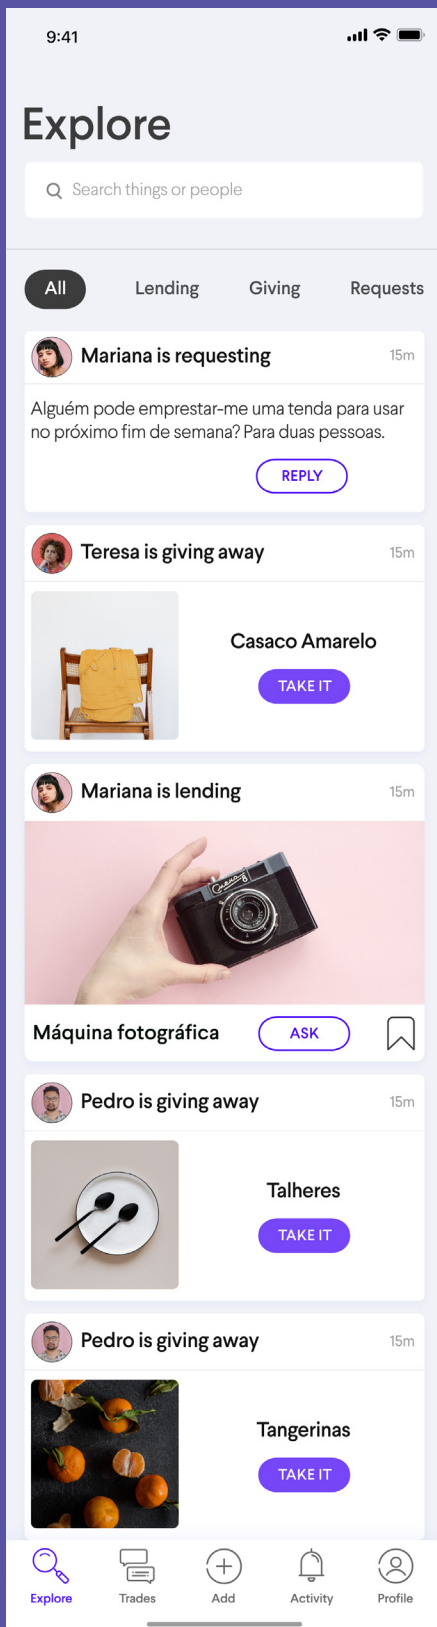 9:41
Explore
Search things or people
All Lending Giving Requests
Mariana is requesting 15m
Alguém pode emprestar-me uma tenda para usar
no próximo fim de semana? Para duas pessoas.
REPLY
Teresa is giving away 15m
Casaco Amarelo
TAKE IT
Mariana is lending 15m
Máquina fotográfica ASK
Pedro is giving away 15m
Talheres
TAKE IT
Pedro is giving away 15m
Tangerinas
TAKE IT
Explore Trades Add Activity Profile